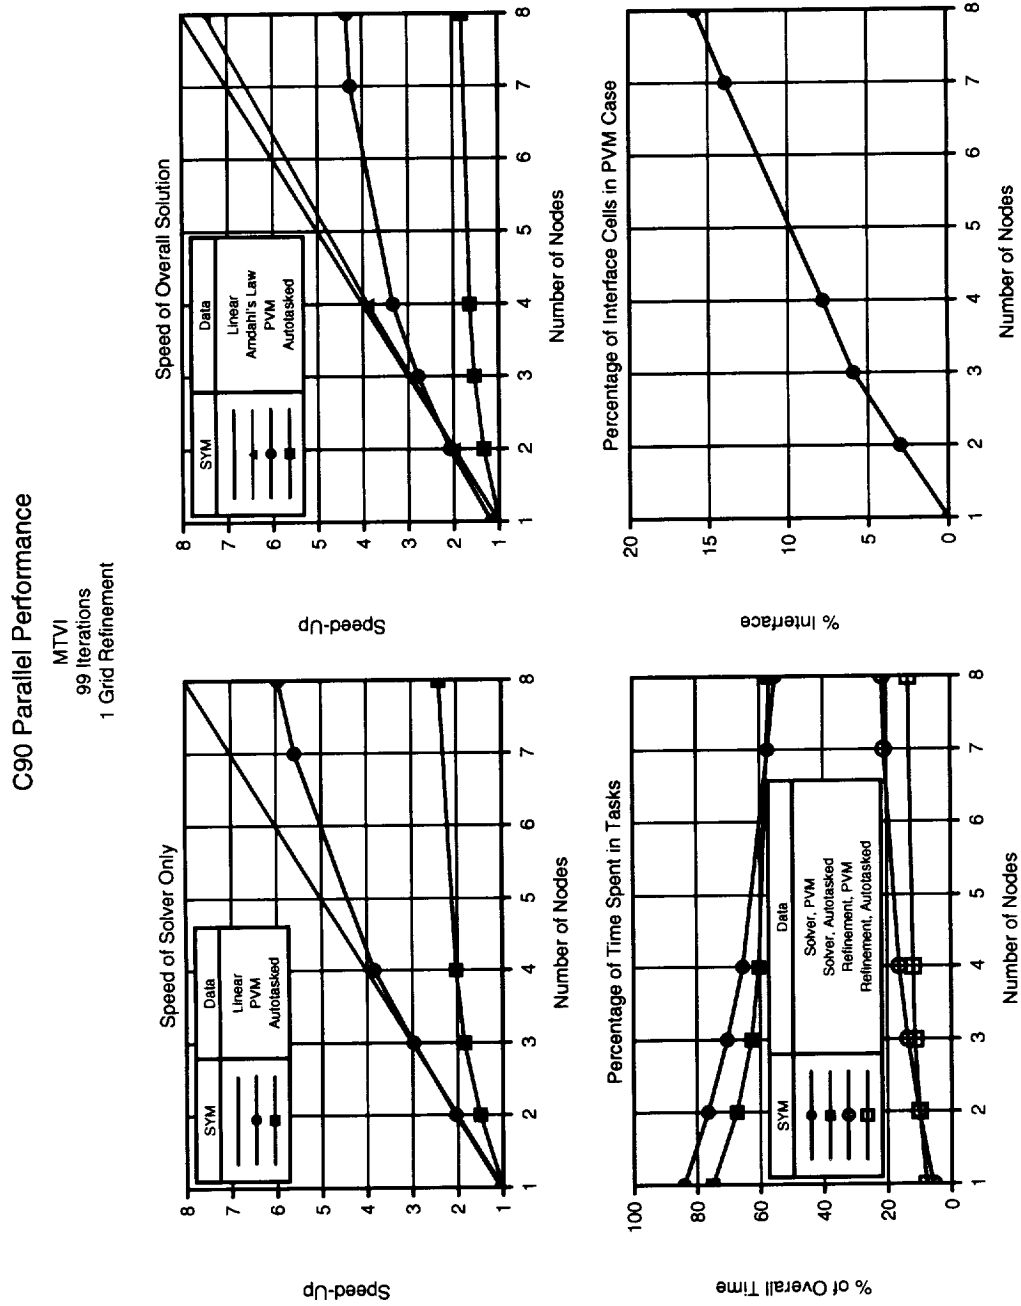 C90 Parallel Performance
MTVI
99 Iterations
1 Grid Refinement
Speed of Solver Only
SYM Data
Linear
PVM
Autotasked
8
7
6
5
4
3
2
1
Speed-Up
1 2 3 4 5 6 7 8
Number of Nodes
Speed of Overall Solution
SYM Data
Linear
Amdahl's Law
PVM
Autotasked
8
7
6
5
4
3
2
1
Speed-Up
1 2 3 4 5 6 7 8
Number of Nodes
Percentage of Time Spent in Tasks
SYM Data
Solver, PVM
Solver, Autotasked
Refinement, PVM
Refinement, Autotasked
100
80
60
40
20
0
% of Overall Time
1 2 3 4 5 6 7 8
Number of Nodes
Percentage of Interface Cells in PVM Case
20
15
10
5
0
% Interface
1 2 3 4 5 6 7 8
Number of Nodes